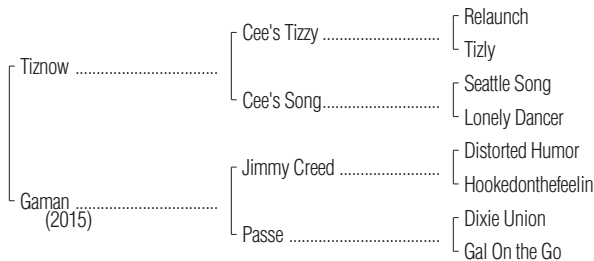 Relaunch
Cee's Tizzy ..............................
Tizly
Tiznow ....................................
Seattle Song
Cee's Song..............................
Lonely Dancer
Distorted Humor
Jimmy Creed ..........................
Hookedonthefeelin
Gaman ....................................
(2015)
Dixie Union
Passe .......................................
Gal On the Go